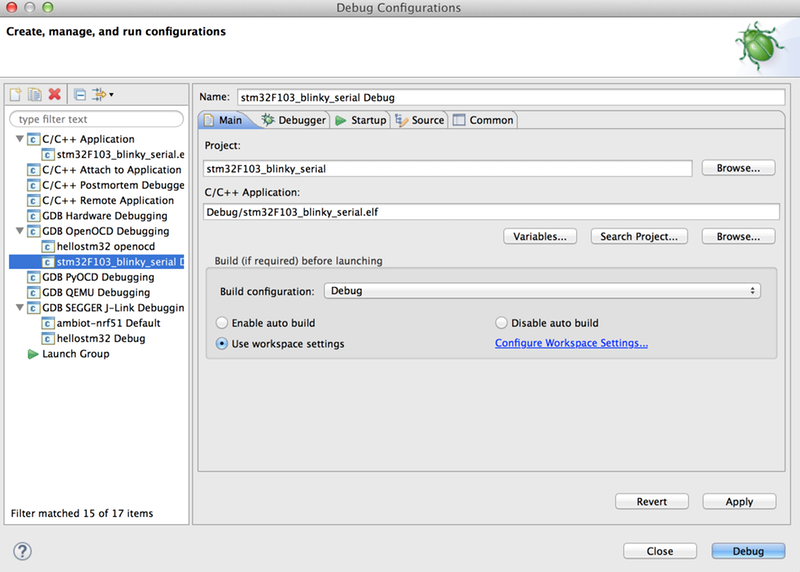 Debug Configurations
Create, manage, and run configurations
type filter text
C/C++ Application
stm32F103_blinky_serial.e
C/C++ Attach to Application
C/C++ Postmortem Debugge
C/C++ Remote Application
GDB Hardware Debugging
GDB OpenOCD Debugging
hellostm32 openocd
stm32F103_blinky_serial D
GDB PyOCD Debugging
GDB QEMU Debugging
GDB SEGGER J-Link Debuggin
ambiot-nrf51 Default
hellostm32 Debug
Launch Group
Filter matched 15 of 17 items
Name: stm32F103_blinky_serial Debug
Main Debugger Startup Source Common
Project:
stm32F103_blinky_serial Browse...
C/C++ Application:
Debug/stm32F103_blinky_serial.elf
Variables... Search Project... Browse...
Build (if required) before launching
Build configuration: Debug
Enable auto build Disable auto build
Use workspace settings Configure Workspace Settings...
Revert Apply
? Close Debug